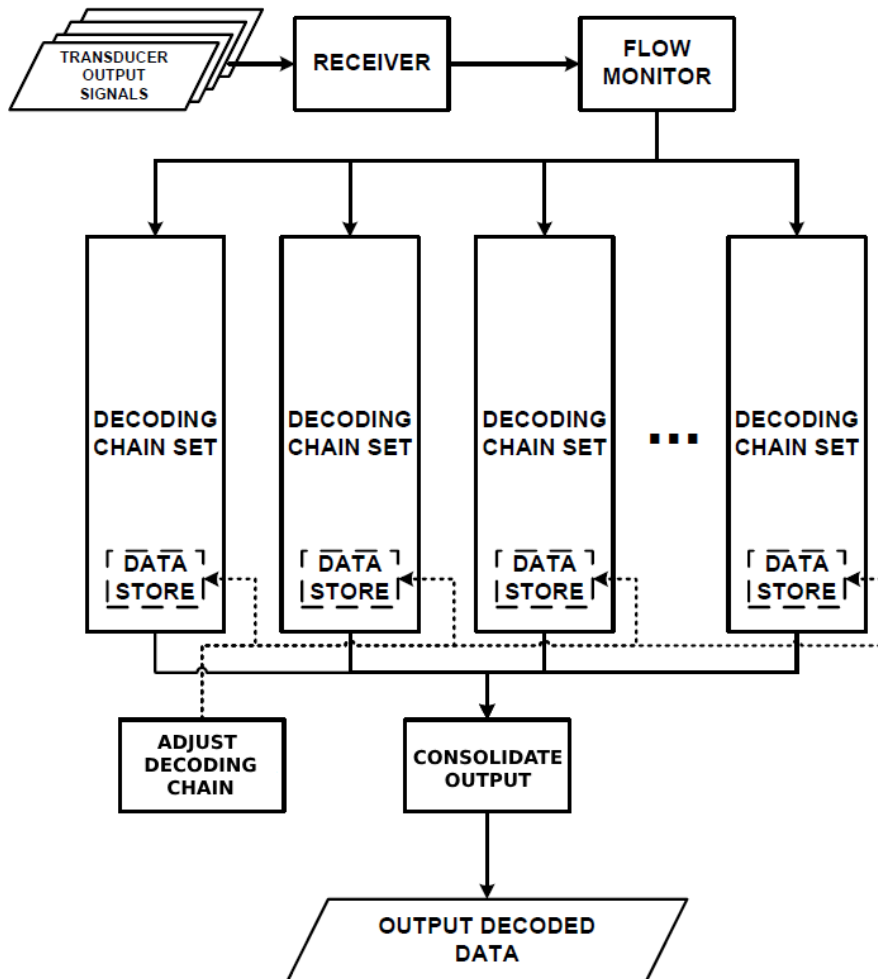 TRANSDUCER
OUTPUT
SIGNALS
RECEIVER
FLOW
MONITOR
DECODING
CHAIN SET
DATA
STORE
DECODING
CHAIN SET
DATA
STORE
DECODING
CHAIN SET
DATA
STORE
...
DECODING
CHAIN SET
DATA
STORE
ADJUST
DECODING
CHAIN
CONSOLIDATE
OUTPUT
OUTPUT DECODED
DATA